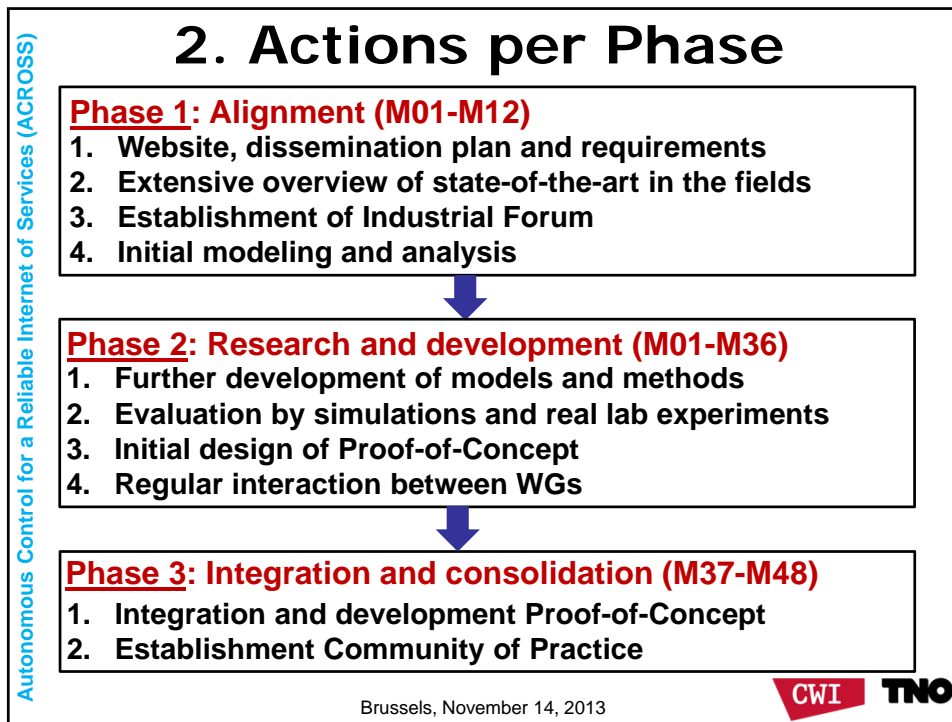 2. Actions per Phase
Autonomous Control for a Reliable Internet of Services (ACROSS)
Phase 1: Alignment (M01-M12)
1. Website, dissemination plan and requirements
2. Extensive overview of state-of-the-art in the fields
3. Establishment of Industrial Forum
4. Initial modeling and analysis
Phase 2: Research and development (M01-M36)
1. Further development of models and methods
2. Evaluation by simulations and real lab experiments
3. Initial design of Proof-of-Concept
4. Regular interaction between WGs
Phase 3: Integration and consolidation (M37-M48)
1. Integration and development Proof-of-Concept
2. Establishment Community of Practice
Brussels, November 14, 2013
CWI
TNO